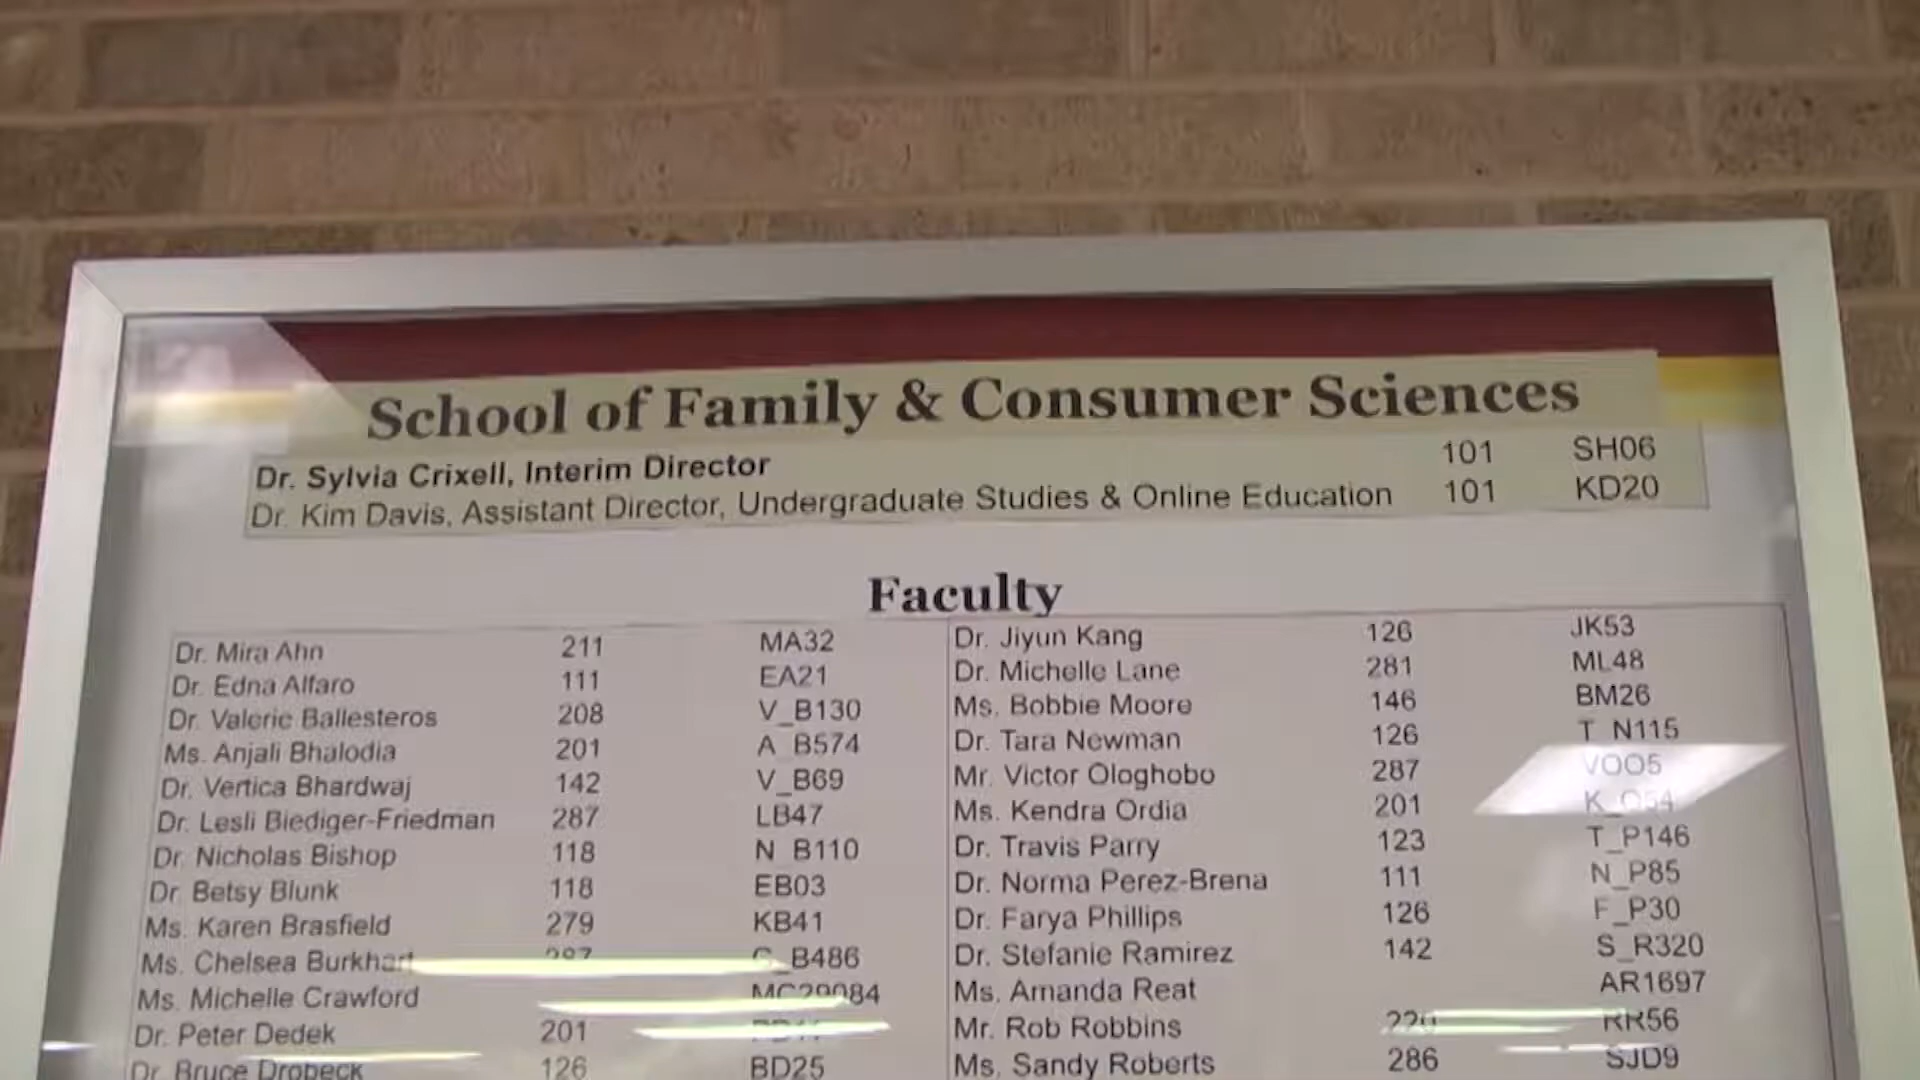 School of Family & Consumer Sciences
Dr. Sylvia Crixell, Interim Director 101 SH06
Dr. Kim Davis, Assistant Director, Undergraduate Studies & Online Education 101 KD20
Faculty
Dr. Mira Ahn 211 MA32
Dr. Edna Alfaro 111 EA21
Dr. Valerie Ballesteros 208 V_B130
Ms. Anjali Bhalodia 201 A_B574
Dr. Vertica Bhardwaj 142 V_B69
Dr. Lesli Biediger-Friedman 287 LB47
Dr. Nicholas Bishop 118 N_B110
Dr. Betsy Blunk 118 EB03
Ms. Karen Brasfield 279 KB41
Ms. Chelsea Burkhart 287 C_B486
Ms. Michelle Crawford MC29084
Dr. Peter Dedek 201
Dr. Bruce Drobeck 126 BD25
Dr. Jiyun Kang 126 JK53
Dr. Michelle Lane 281 ML48
Ms. Bobbie Moore 146 BM26
Dr. Tara Newman 126 T_N115
Mr. Victor Ologhobo 287 VOO5
Ms. Kendra Ordia 201 K_O54
Dr. Travis Parry 123 T_P146
Dr. Norma Perez-Brena 111 N_P85
Dr. Farya Phillips 126 F_P30
Dr. Stefanie Ramirez 142 S_R320
Ms. Amanda Reat AR1697
Mr. Rob Robbins RR56
Ms. Sandy Roberts 286 SJD9